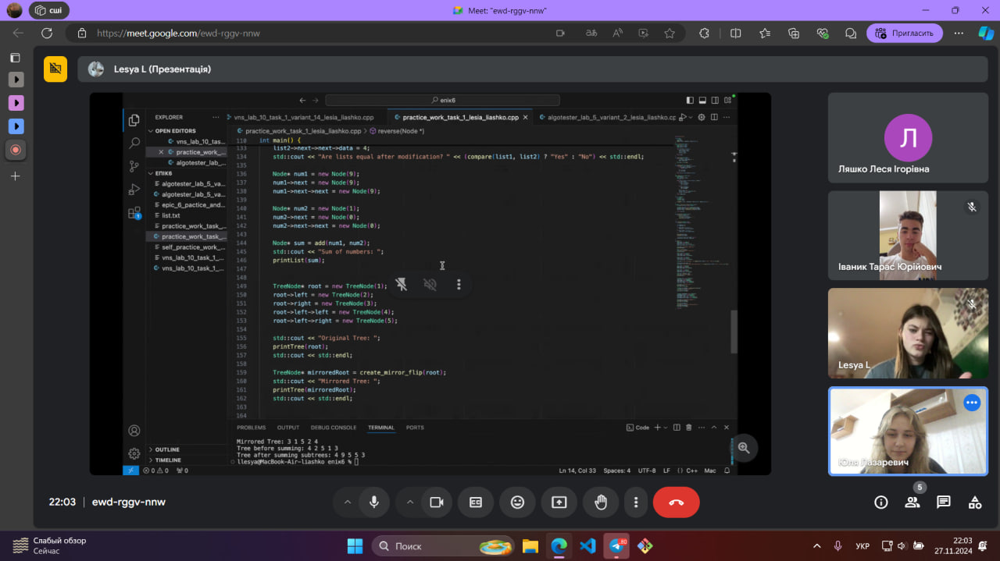 сші
Meet: "ewd-rggv-nnw"
https://meet.google.com/ewd-rggv-nnw
Пригласить
Lesya L (Презентація)
епік6
EXPLORER
vns_lab_10_task_1_variant_14_lesia_liashko.cpp
practice_work_task_1_lesia_liashko.cpp
algotester_lab_5_variant_2_lesia_liashko.cpp
OPEN EDITORS
vns_lab_10_tas...
practice_work_...
algotester_lab_...
ЕПІК6
algotester_lab_5_va...
algotester_lab_5_va...
epic_6_pactice_and...
list.txt
practice_work_task...
practice_work_task...
self_practice_work_...
vns_lab_10_task_1_...
vns_lab_10_task_1_...
OUTLINE
TIMELINE
practice_work_task_1_lesia_liashko.cpp > reverse(Node *)
110 int main() {
133 list2->next->next->data = 4;
134 std::cout << "Are lists equal after modification? " << (compare(list1, list2) ? "Yes" : "No") << std::endl;
135
136 Node* num1 = new Node(9);
137 num1->next = new Node(9);
138 num1->next->next = new Node(9);
139
140 Node* num2 = new Node(1);
141 num2->next = new Node(0);
142 num2->next->next = new Node(0);
143
144 Node* sum = add(num1, num2);
145 std::cout << "Sum of numbers: ";
146 printList(sum);
147
148
149 TreeNode* root = new TreeNode(1);
150 root->left = new TreeNode(2);
151 root->right = new TreeNode(3);
152 root->left->left = new TreeNode(4);
153 root->left->right = new TreeNode(5);
154
155 std::cout << "Original Tree: ";
156 printTree(root);
157 std::cout << std::endl;
158
159 TreeNode* mirroredRoot = create_mirror_flip(root);
160 std::cout << "Mirrored Tree: ";
161 printTree(mirroredRoot);
162 std::cout << std::endl;
163
164
PROBLEMS OUTPUT DEBUG CONSOLE TERMINAL PORTS
Code
Mirrored Tree: 3 1 5 2 4
Tree before summing: 4 2 5 1 3
Tree after summing subtrees: 4 9 5 5 3
llesya@MacBook-Air-liashko епік6 %
0 0 0
Ln 14, Col 33 Spaces: 4 UTF-8 LF {} C++ Mac
Л
Ляшко Леся Ігорівна
Іваник Тарас Юрійович
Lesya L
Юля Лазаревич
22:03 ewd-rggv-nnw
5
Слабый обзор
Сейчас
Поиск
80
УКР
22:03
27.11.2024